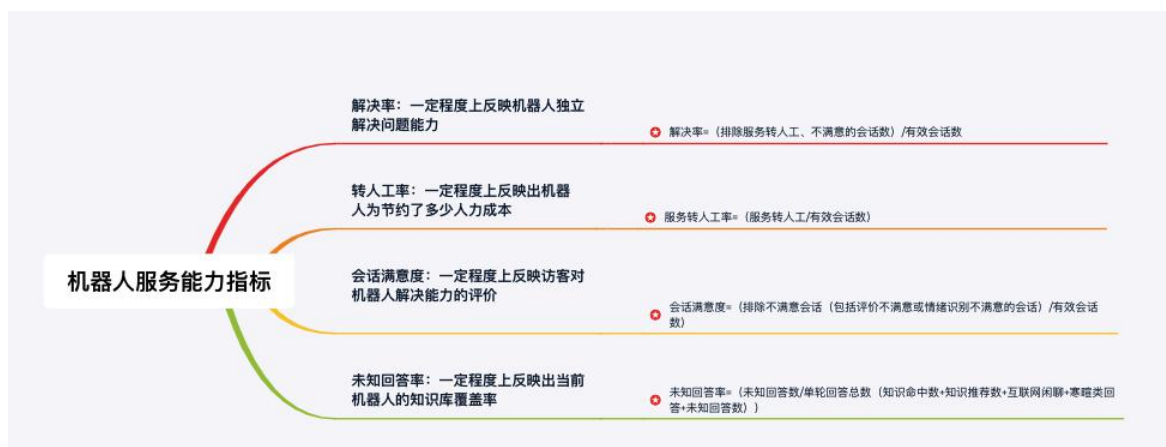 解决率：一定程度上反映机器人独立
解决问题能力
解决率=（排除服务转人工、不满意的会话数）/有效会话数
转人工率：一定程度上反映出机器
人为节约了多少人力成本
服务转人工率=（服务转人工/有效会话数）
机器人服务能力指标
会话满意度：一定程度上反映访客对
机器人解决能力的评价
会话满意度=（排除不满意会话（包括评价不满意或情绪识别不满意的会话）/有效会话
数）
未知回答率：一定程度上反映出当前
机器人的知识库覆盖率
未知回答率=（未知回答数/单轮回答总数（知识命中数+知识推荐数+互联网闲聊+寒暄类回
答+未知回答数））